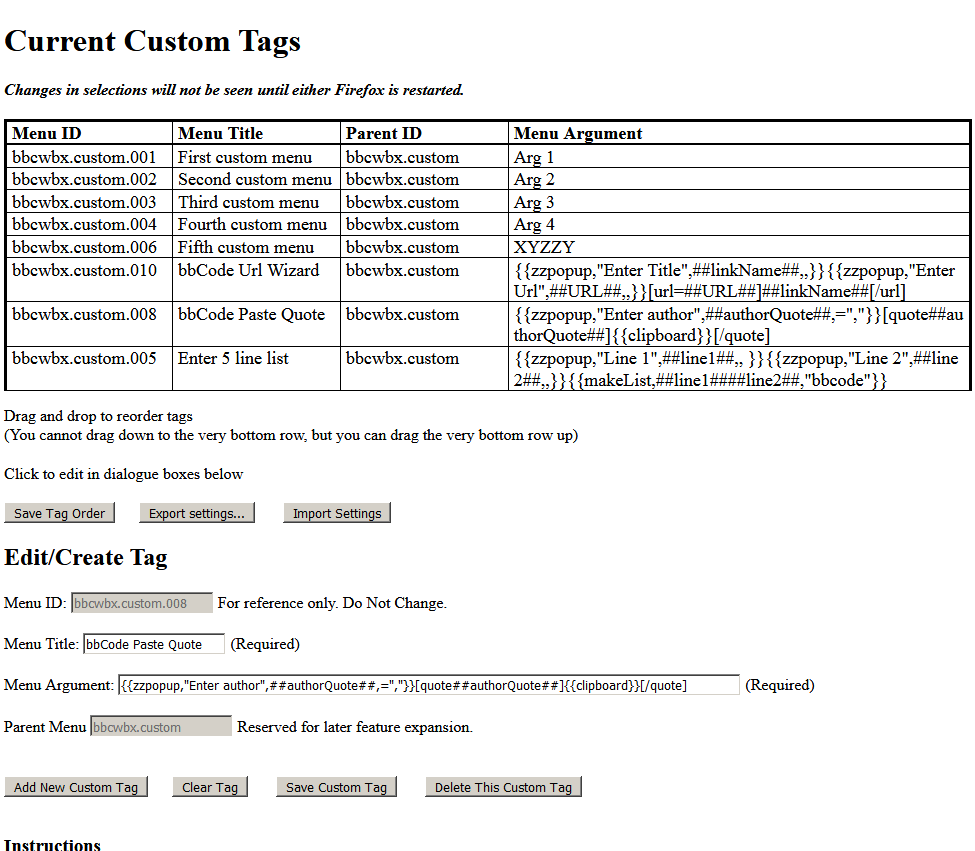 Current Custom Tags
Changes in selections will not be seen until either Firefox is restarted.
Menu ID Menu Title Parent ID Menu Argument
bbcwbx.custom.001 First custom menu bbcwbx.custom Arg 1
bbcwbx.custom.002 Second custom menu bbcwbx.custom Arg 2
bbcwbx.custom.003 Third custom menu bbcwbx.custom Arg 3
bbcwbx.custom.004 Fourth custom menu bbcwbx.custom Arg 4
bbcwbx.custom.006 Fifth custom menu bbcwbx.custom XYZZY
bbcwbx.custom.010 bbCode Url Wizard bbcwbx.custom {{zzpopup,"Enter Title",##linkName##,,}}{{zzpopup,"Enter
Url",##URL##,,}}[url=##URL##]##linkName##[/url]
bbcwbx.custom.008 bbCode Paste Quote bbcwbx.custom {{zzpopup,"Enter author",##authorQuote##,=","}}[quote##au
thorQuote##]{{clipboard}}[/quote]
bbcwbx.custom.005 Enter 5 line list bbcwbx.custom {{zzpopup,"Line 1",##line1##,, }}{{zzpopup,"Line 2",##line
2##,,}}{{makeList,##line1####line2##,"bbcode"}}
Drag and drop to reorder tags
(You cannot drag down to the very bottom row, but you can drag the very bottom row up)
Click to edit in dialogue boxes below
Save Tag Order Export settings... Import Settings
Edit/Create Tag
Menu ID: bbcwbx.custom.008 For reference only. Do Not Change.
Menu Title: bbCode Paste Quote (Required)
Menu Argument: {{zzpopup,"Enter author",##authorQuote##,=","}}[quote##authorQuote##]{{clipboard}}[/quote] (Required)
Parent Menu bbcwbx.custom Reserved for later feature expansion.
Add New Custom Tag Clear Tag Save Custom Tag Delete This Custom Tag
Instructions